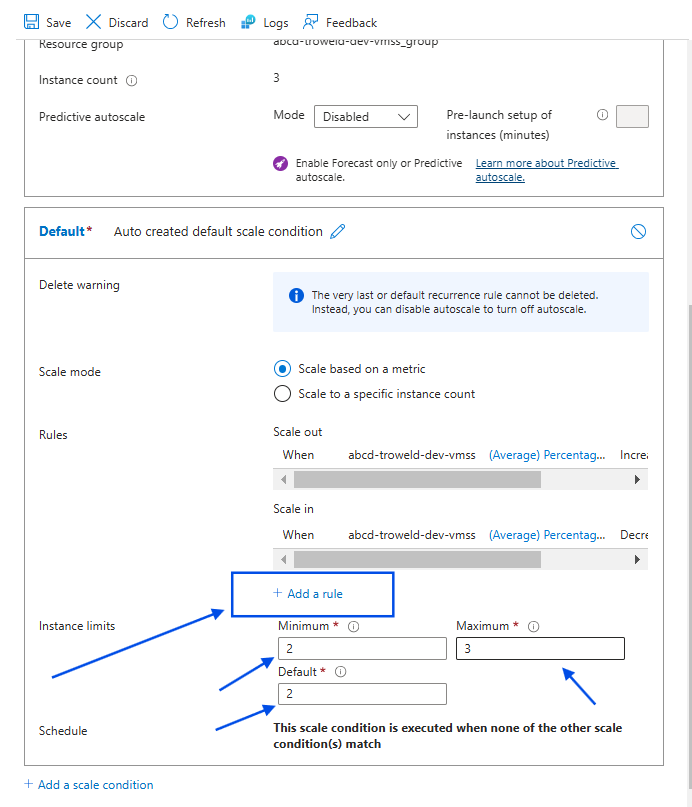 Save Discard Refresh Logs Feedback
Resource group abcd-troweld-dev-vmss_group
Instance count 3
Predictive autoscale Mode Disabled Pre-launch setup of
instances (minutes)
Enable Forecast only or Predictive Learn more about Predictive
autoscale. autoscale.
Default* Auto created default scale condition
Delete warning
The very last or default recurrence rule cannot be deleted.
Instead, you can disable autoscale to turn off autoscale.
Scale mode
Scale based on a metric
Scale to a specific instance count
Rules
Scale out
When abcd-troweld-dev-vmss (Average) Percentag... Increa
Scale in
When abcd-troweld-dev-vmss (Average) Percentag... Decre
+ Add a rule
Instance limits
Minimum * Maximum *
2 3
Default *
2
Schedule
This scale condition is executed when none of the other scale
condition(s) match
+ Add a scale condition